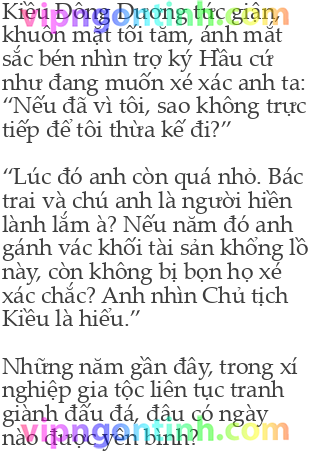 Kiều Đông Dương tức giận,
vipngontinh.com
khuôn mặt tối tăm, ánh mắt
sắc bén nhìn trợ ký Hầu cứ
như đang muốn xé xác anh ta:
“Nếu đã vì tôi, sao không trực
tiếp để tôi thừa kế đi?”
“Lúc đó anh còn quá nhỏ. Bác
trai và chú anh là người hiền
lành lắm à? Nếu năm đó anh
gánh vác khối tài sản khổng lồ
này, còn không bị bọn họ xé
xác chắc? Anh nhìn Chủ tịch
Kiều là hiểu.”
Những năm gần đây, trong xí
nghiệp gia tộc liên tục tranh
giành đấu đá, đâu có ngày
nào được yên bình?
vipngontinh.com